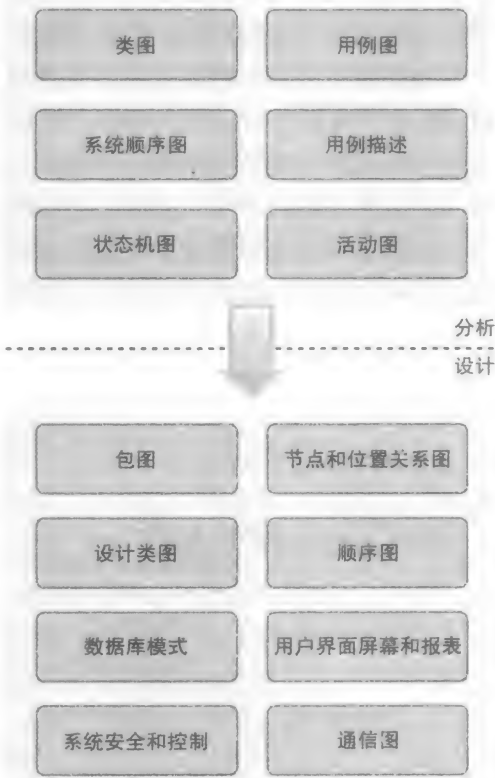 类图
用例图
系统顺序图
用例描述
状态机图
活动图
分析
设计
包图
节点和位置关系图
设计类图
顺序图
数据库模式
用户界面屏幕和报表
系统安全和控制
通信图